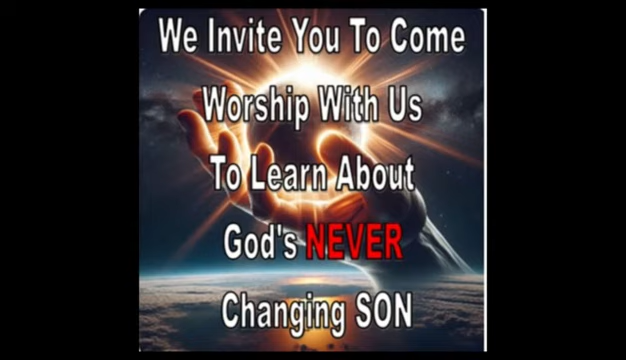 We Invite You To Come
Worship With Us
To Learn About
God's NEVER
Changing SON